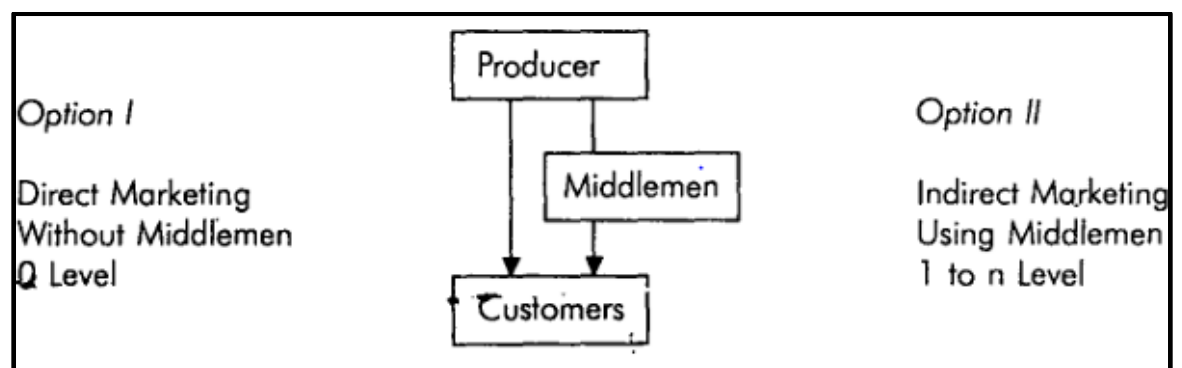 Producer
Option I
Option II
Middlemen
Direct Marketing
Without Middlemen
0 Level
Indirect Marketing
Using Middlemen
1 to n Level
Customers